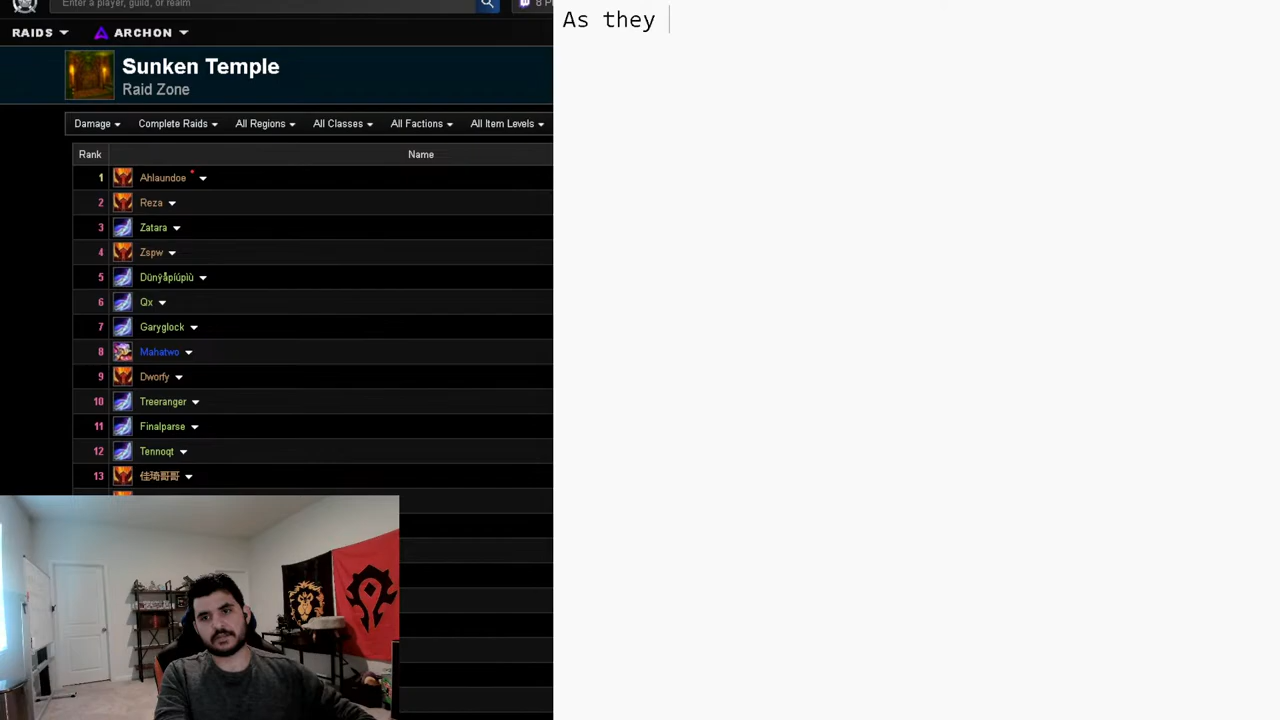 Enter a player, guild, or realm
8 P
RAIDS
ARCHON
Sunken Temple
Raid Zone
Damage Complete Raids All Regions All Classes All Factions All Item Levels
Rank Name
1 Ahlaundoe
2 Reza
3 Zatara
4 Zspw
5 Dünŷåpíúpìù
6 Qx
7 Garyglock
8 Mahatwo
9 Dworfy
10 Treeranger
11 Finalparse
12 Tennoqt
13 佳琦哥哥
As they